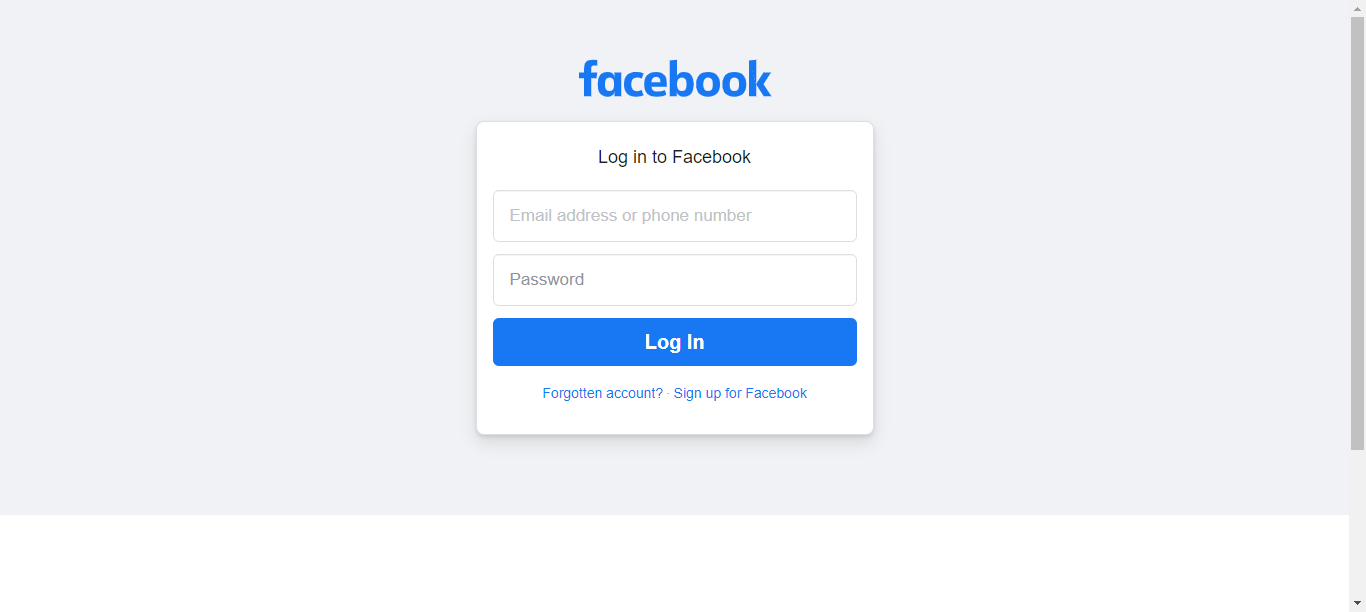 facebook
Log in to Facebook
Email address or phone number
Password
Log In
Forgotten account? · Sign up for Facebook